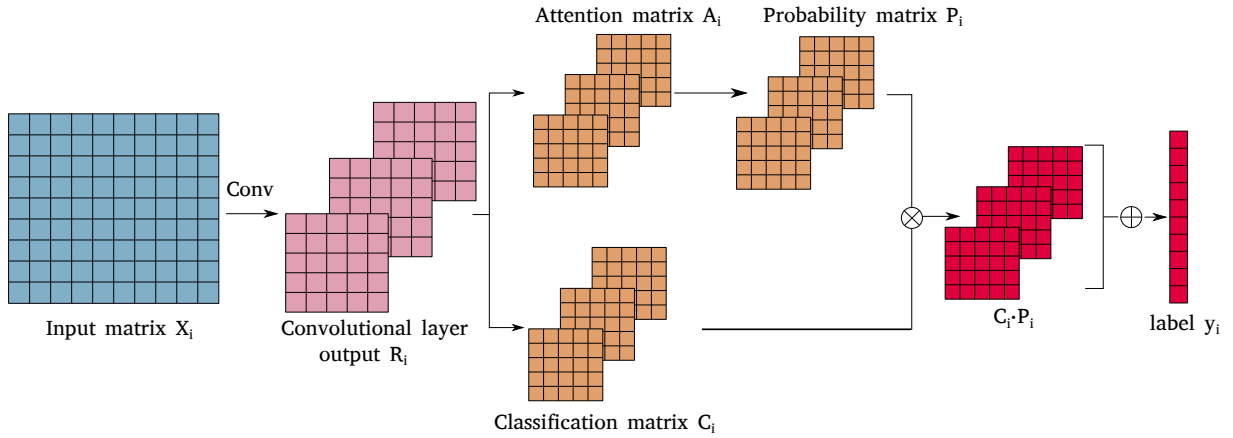 Attention matrix Aᵢ
Probability matrix Pᵢ
Conv
Input matrix Xᵢ
Convolutional layer
output Rᵢ
Classification matrix Cᵢ
Cᵢ·Pᵢ
label yᵢ